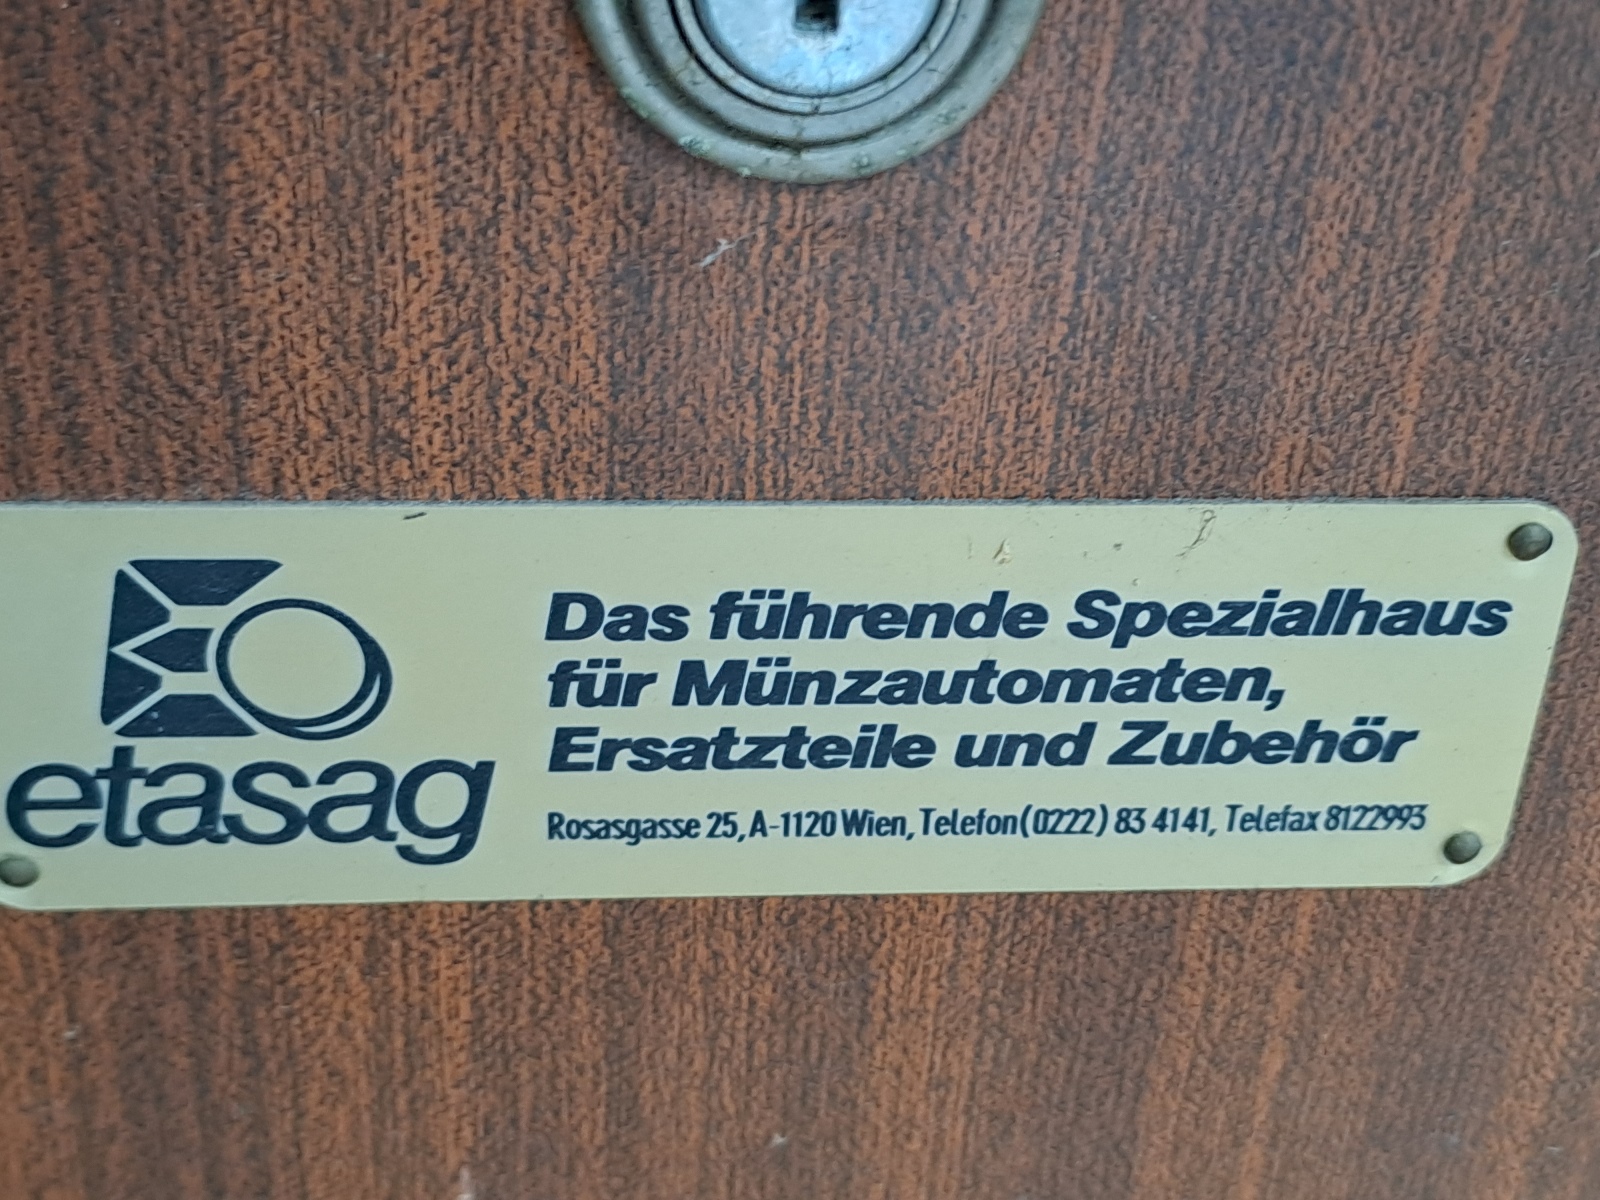 etasag
Das führende Spezialhaus
für Münzautomaten,
Ersatzteile und Zubehör
Rosasgasse 25, A-1120 Wien, Telefon (0222) 83 4141, Telefax 8122993